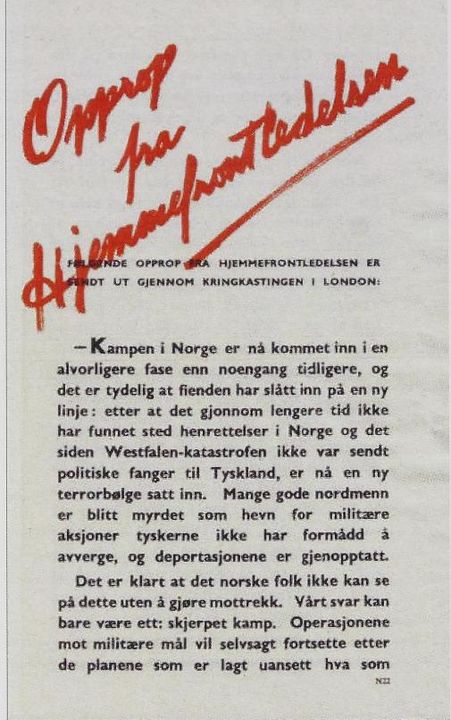 Opprop
fra
Hjemmefrontledelsen
FØLGENDE OPPROP FRA HJEMMEFRONTLEDELSEN ER
SENDT UT GJENNOM KRINGKASTINGEN I LONDON:
—Kampen i Norge er nå kommet inn i en
alvorligere fase enn noengang tidligere, og
det er tydelig at fienden har slått inn på en ny
linje: etter at det gjonnom lengere tid ikke
har funnet sted henrettelser i Norge og det
siden Westfalen-katastrofen ikke var sendt
politiske fanger til Tyskland, er nå en ny
terrorbølge satt inn. Mange gode nordmenn
er blitt myrdet som hevn for militære
aksjoner tyskerne ikke har formådd å
avverge, og deportasjonene er gjenopptatt.
Det er klart at det norske folk ikke kan se
på dette uten å gjøre mottrekk. Vårt svar kan
bare være ett: skjerpet kamp. Operasjonene
mot militære mål vil selvsagt fortsette etter
de planene som er lagt uansett hva som
N22